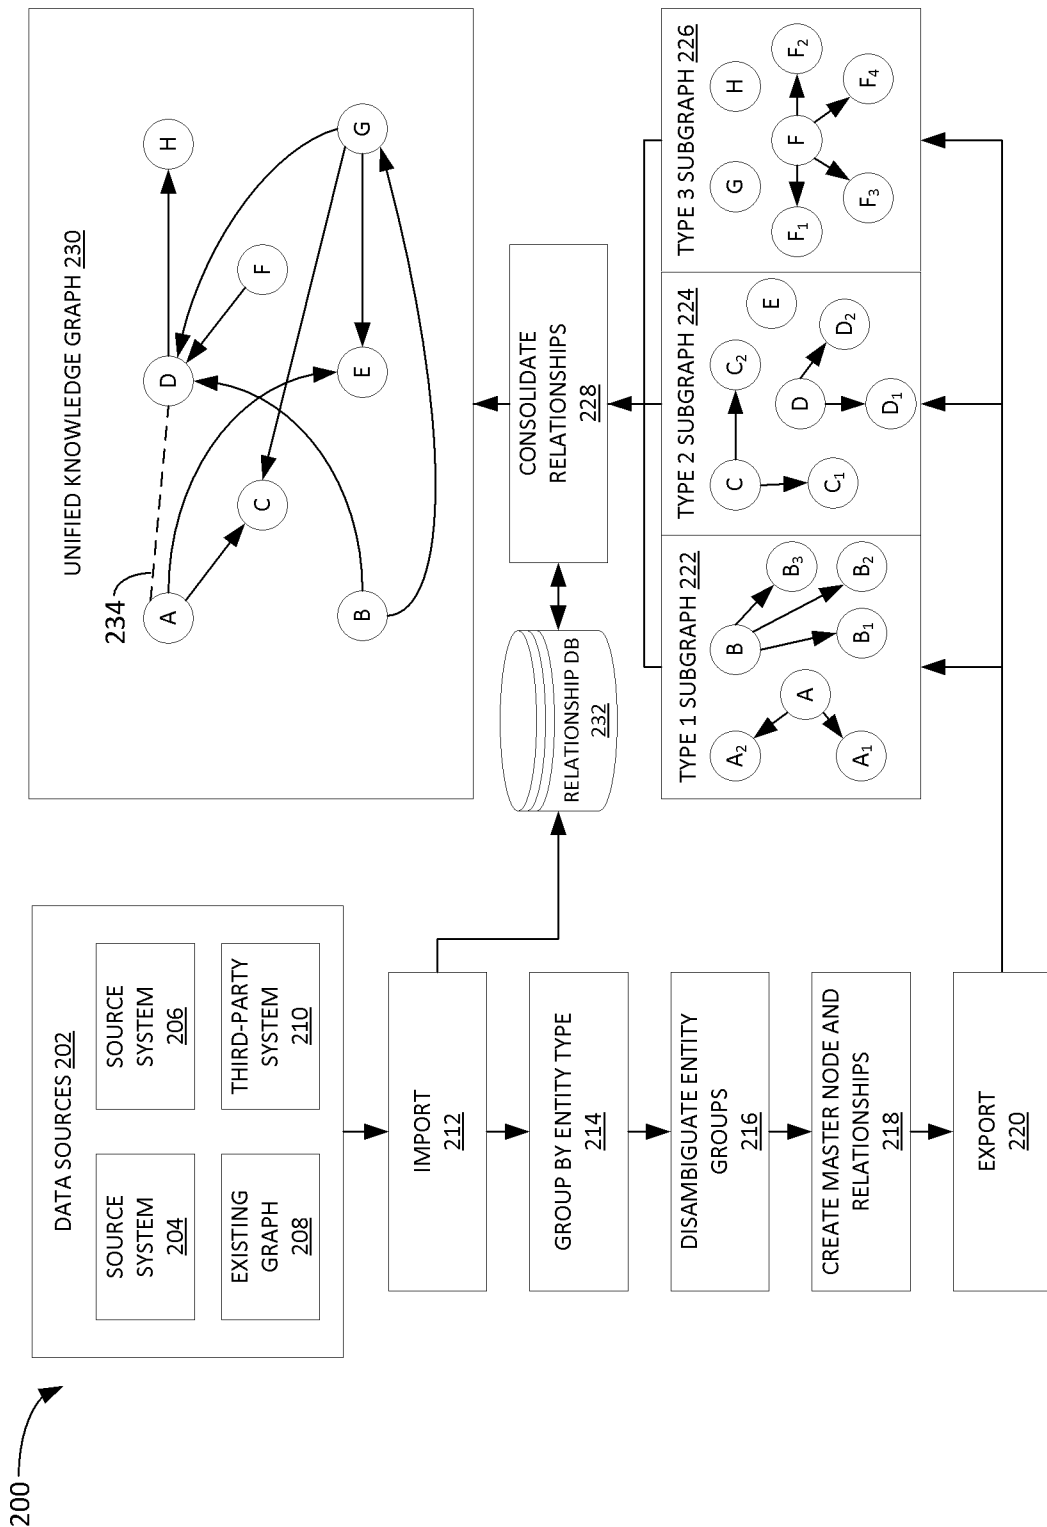 200
DATA SOURCES 202
SOURCE
SYSTEM
204
SOURCE
SYSTEM
206
EXISTING
GRAPH
208
THIRD-PARTY
SYSTEM
210
IMPORT
212
GROUP BY ENTITY TYPE
214
DISAMBIGUATE ENTITY
GROUPS
216
CREATE MASTER NODE AND
RELATIONSHIPS
218
EXPORT
220
UNIFIED KNOWLEDGE GRAPH 230
234
A
D
H
C
F
B
E
G
RELATIONSHIP DB
232
CONSOLIDATE
RELATIONSHIPS
228
TYPE 1 SUBGRAPH 222
A2
B
B3
A
A1
B1
B2
TYPE 2 SUBGRAPH 224
C
C2
E
D
C1
D2
D1
TYPE 3 SUBGRAPH 226
G
H
F1
F
F2
F3
F4